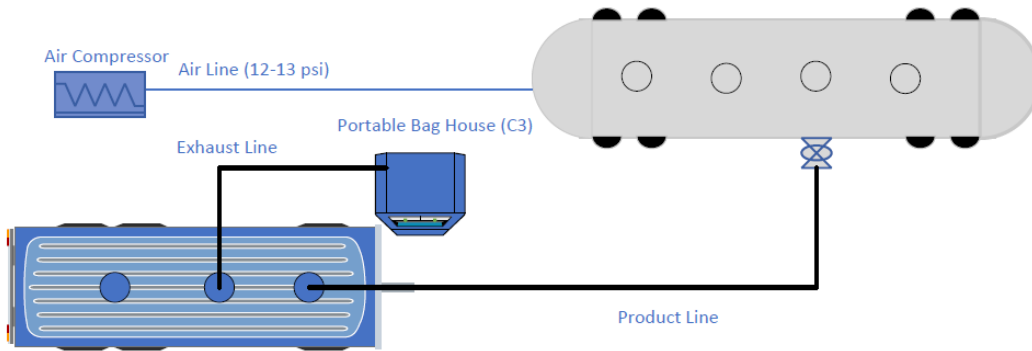 Air Compressor
Air Line (12-13 psi)
Portable Bag House (C3)
Exhaust Line
Product Line